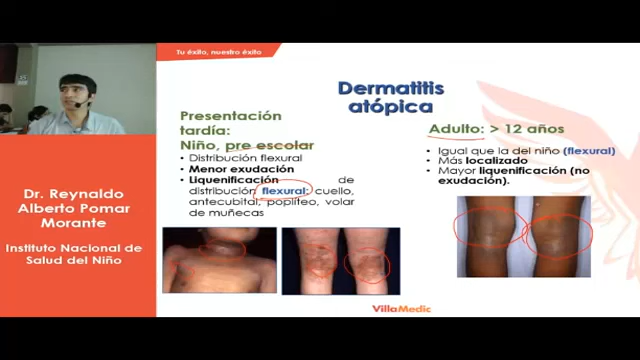 Tu éxito, nuestro éxito
Dermatitis
atópica
Presentación
tardía:
Niño, pre escolar
• Distribución flexural
• Menor exudación
• Liquenificación de
distribución flexural: cuello,
antecubital, poplíteo, volar
de muñecas
Adulto: > 12 años
• Igual que la del niño (flexural)
• Más localizado
• Mayor liquenificación (no
exudación).
Dr. Reynaldo
Alberto Pomar
Morante
Instituto Nacional de
Salud del Niño
VillaMedic